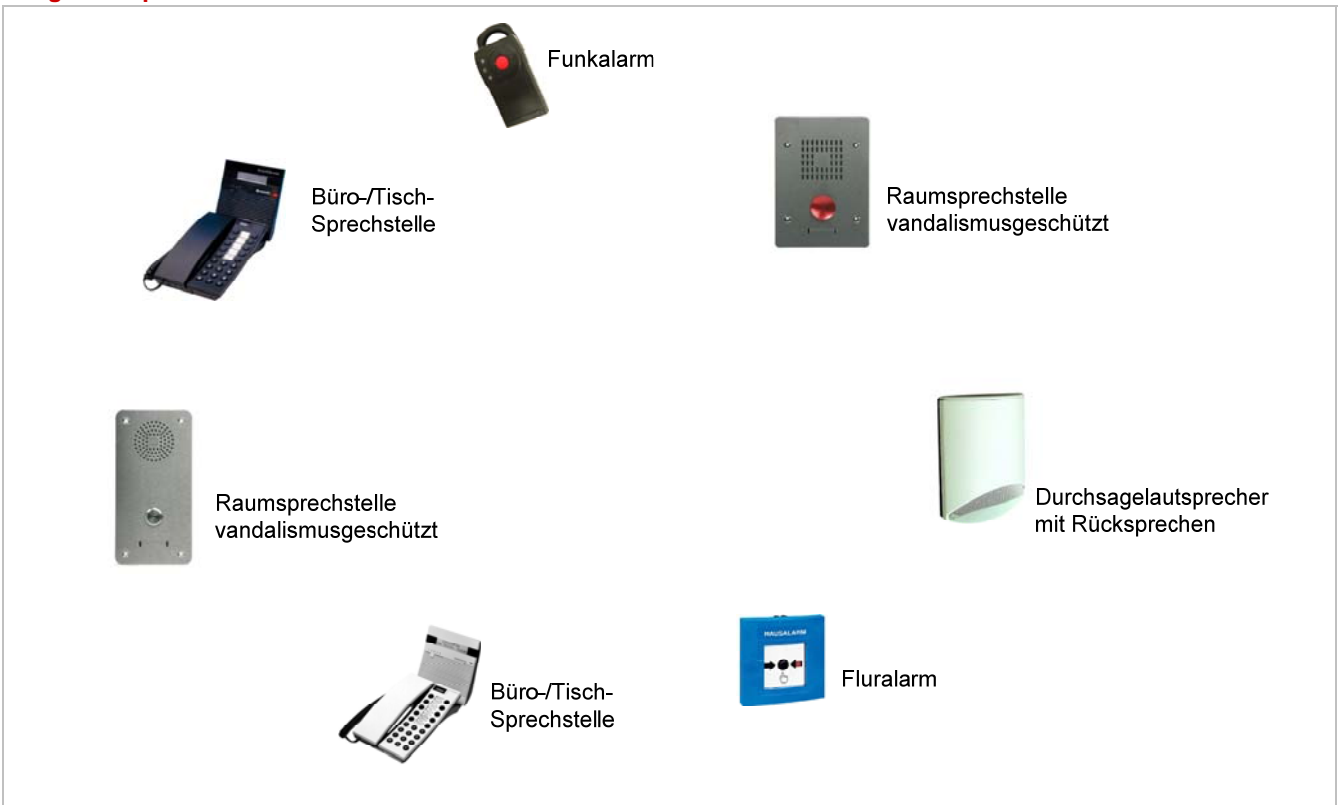 Funkalarm
Büro-/Tisch-
Sprechstelle
Raumsprechstelle
vandalismusgeschützt
Raumsprechstelle
vandalismusgeschützt
Durchsagelautsprecher
mit Rücksprechen
HAUSALARM
Fluralarm
Büro-/Tisch-
Sprechstelle